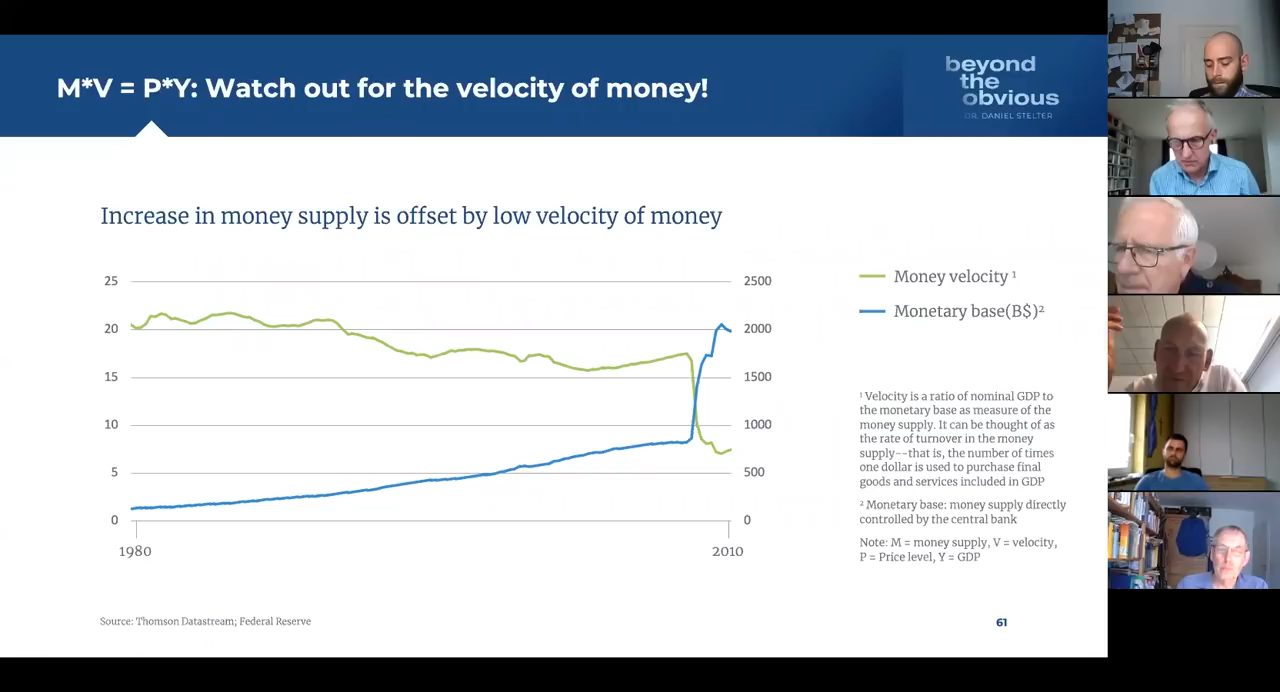 M*V = P*Y: Watch out for the velocity of money!
beyond
the
obvious
DR. DANIEL STELTER
Increase in money supply is offset by low velocity of money
25
20
15
10
5
0
2500
2000
1500
1000
500
0
1980
2010
Money velocity ¹
Monetary base(B$)²
¹ Velocity is a ratio of nominal GDP to
the monetary base as measure of the
money supply. It can be thought of as
the rate of turnover in the money
supply--that is, the number of times
one dollar is used to purchase final
goods and services included in GDP
² Monetary base: money supply directly
controlled by the central bank
Note: M = money supply, V = velocity,
P = Price level, Y = GDP
Source: Thomson Datastream; Federal Reserve
61